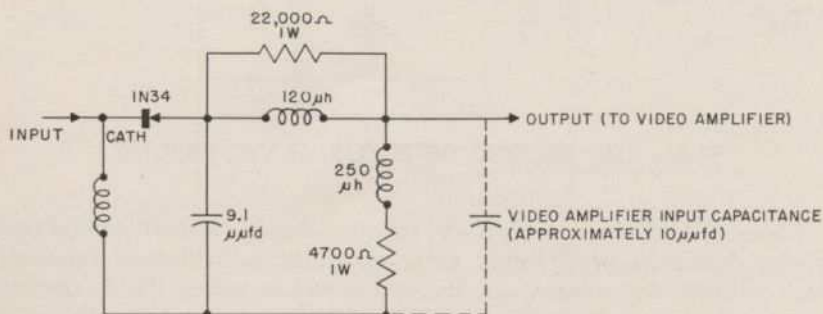 22,000Ω
1W
1N34
120μh
INPUT
CATH
OUTPUT (TO VIDEO AMPLIFIER)
250
μh
9.1
μμfd
VIDEO AMPLIFIER INPUT CAPACITANCE
(APPROXIMATELY 10μμfd)
4700Ω
1W